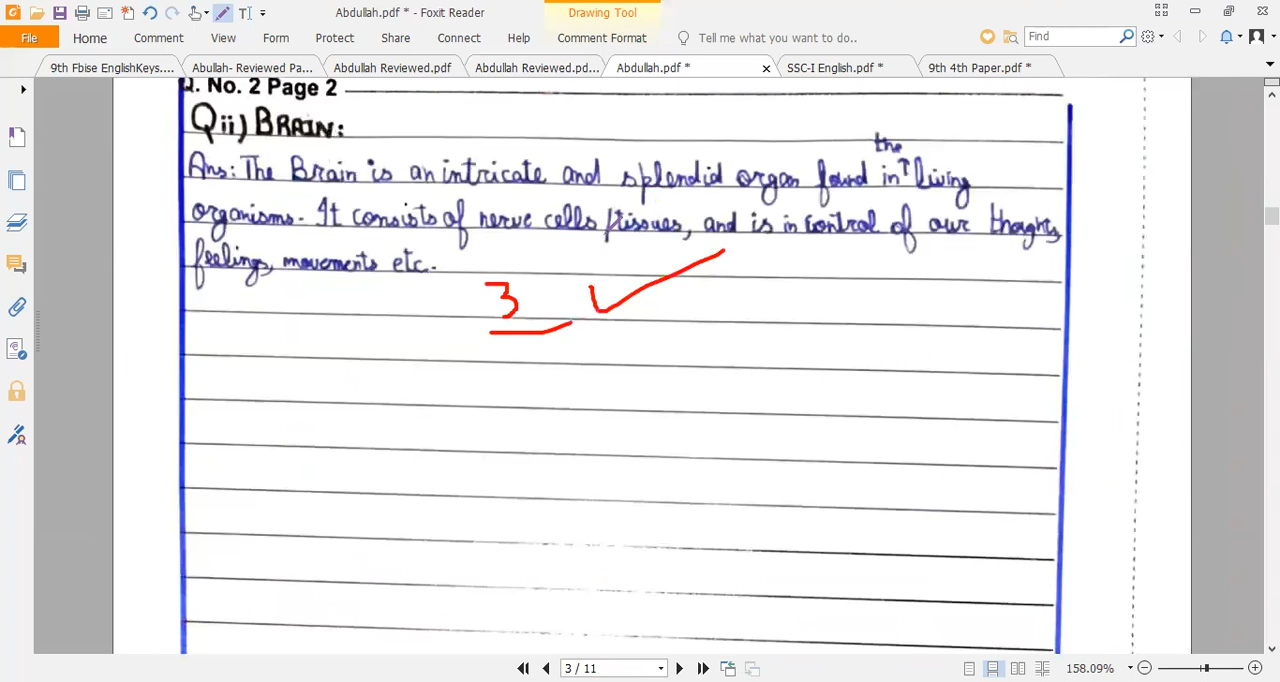 Abdullah.pdf * - Foxit Reader
Drawing Tool
File Home Comment View Form Protect Share Connect Help Comment Format Tell me what you want to do.. Find
9th Fbise EnglishKeys.... Abullah- Reviewed Pa... Abdullah Reviewed.pdf Abdullah Reviewed.pd... Abdullah.pdf * SSC-I English.pdf * 9th 4th Paper.pdf *
Q. No. 2 Page 2
Qii) BRAIN:
the
Ans: The Brain is an intricate and splendid organ found in living
organisms. It consists of nerve cells/tissues, and is in control of our thoghts,
feelings, movements etc.
3
3 / 11
158.09%